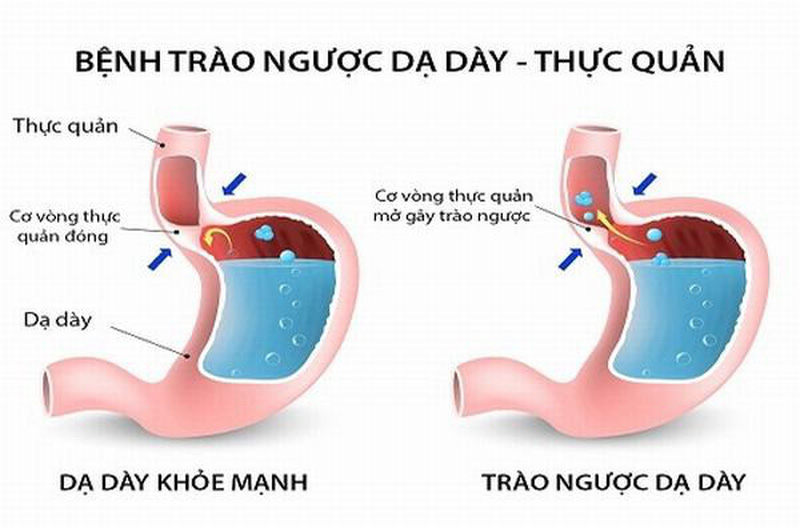 BỆNH TRÀO NGƯỢC DẠ DÀY - THỰC QUẢN
Thực quản
Cơ vòng thực
quản đóng
Dạ dày
DẠ DÀY KHỎE MẠNH
Cơ vòng thực quản
mở gây trào ngược
TRÀO NGƯỢC DẠ DÀY